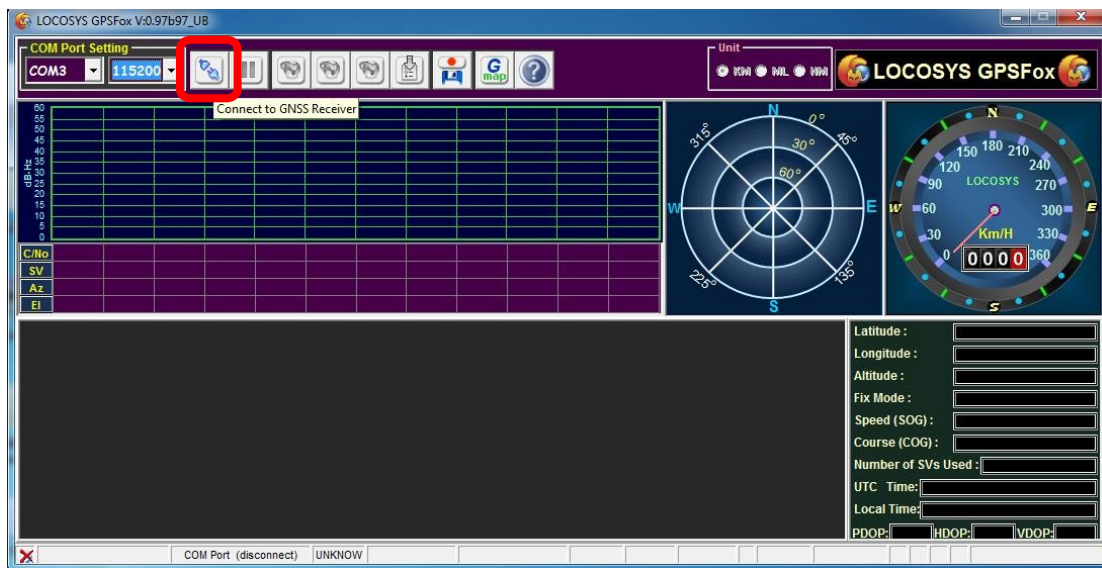 LOCOSYS GPSFox V:0.97b97_UB
COM Port Setting
COM3
115200
G
map
?
Unit
KM
ML
NM
LOCOSYS GPSFox
Connect to GNSS Receiver
60
55
50
45
40
35
30
25
20
15
10
5
0
dB-Hz
C/No
SV
Az
El
N
0°
45°
30°
60°
315°
W
E
225°
135°
S
N
150 180 210
120 240
90 LOCOSYS 270
W 60 300 E
30 Km/H 330
0 0000 360
S
Latitude :
Longitude :
Altitude :
Fix Mode :
Speed (SOG) :
Course (COG) :
Number of SVs Used :
UTC Time:
Local Time:
PDOP: HDOP: VDOP:
COM Port (disconnect) UNKNOW